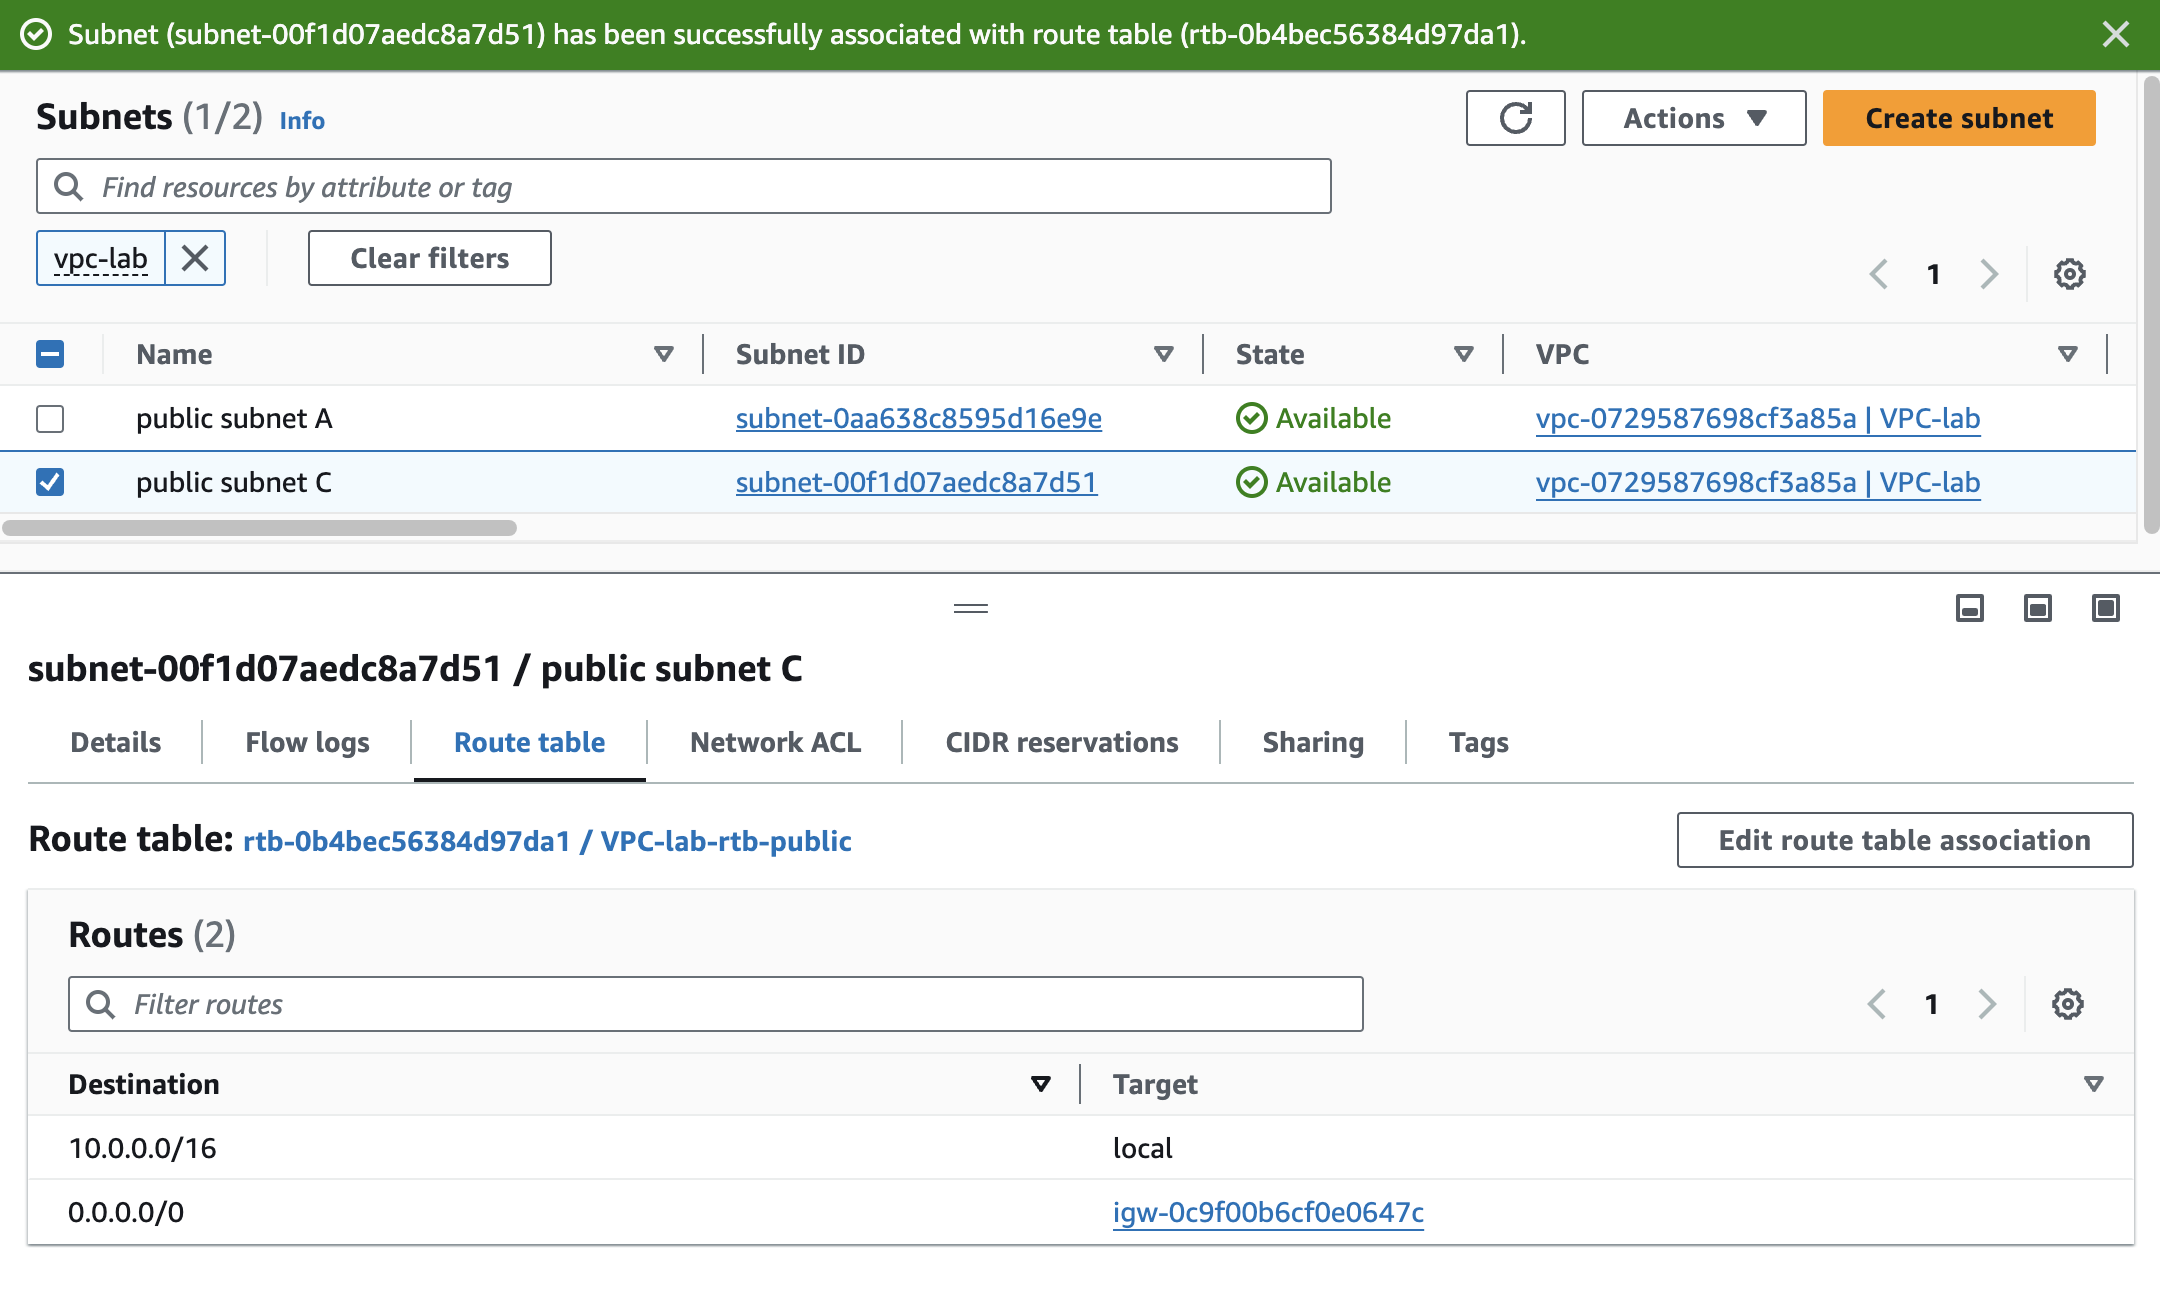 Subnet (subnet-00f1d07aedc8a7d51) has been successfully associated with route table (rtb-0b4bec56384d97da1).
Subnets (1/2) Info
Actions
Create subnet
Find resources by attribute or tag
vpc-lab
Clear filters
1
Name Subnet ID State VPC
public subnet A subnet-0aa638c8595d16e9e Available vpc-0729587698cf3a85a | VPC-lab
public subnet C subnet-00f1d07aedc8a7d51 Available vpc-0729587698cf3a85a | VPC-lab
subnet-00f1d07aedc8a7d51 / public subnet C
Details Flow logs Route table Network ACL CIDR reservations Sharing Tags
Route table: rtb-0b4bec56384d97da1 / VPC-lab-rtb-public
Edit route table association
Routes (2)
Filter routes
1
Destination Target
10.0.0.0/16 local
0.0.0.0/0 igw-0c9f00b6cf0e0647c